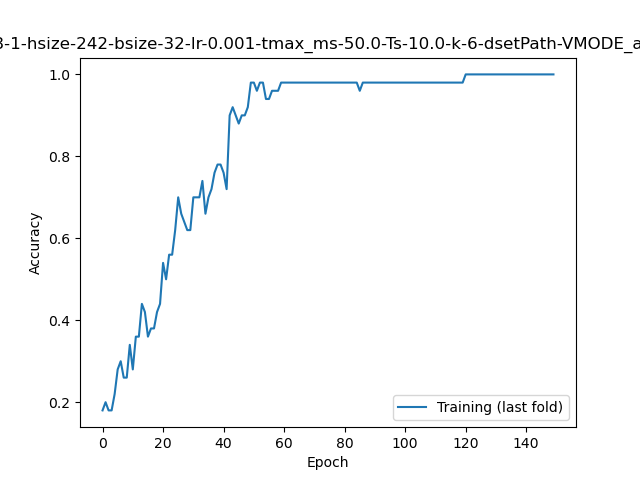 3-1-hsize-242-bsize-32-lr-0.001-tmax_ms-50.0-Ts-10.0-k-6-dsetPath-VMODE_a
1.0
0.8
0.6
0.4
0.2
Accuracy
Training (last fold)
0 20 40 60 80 100 120 140
Epoch